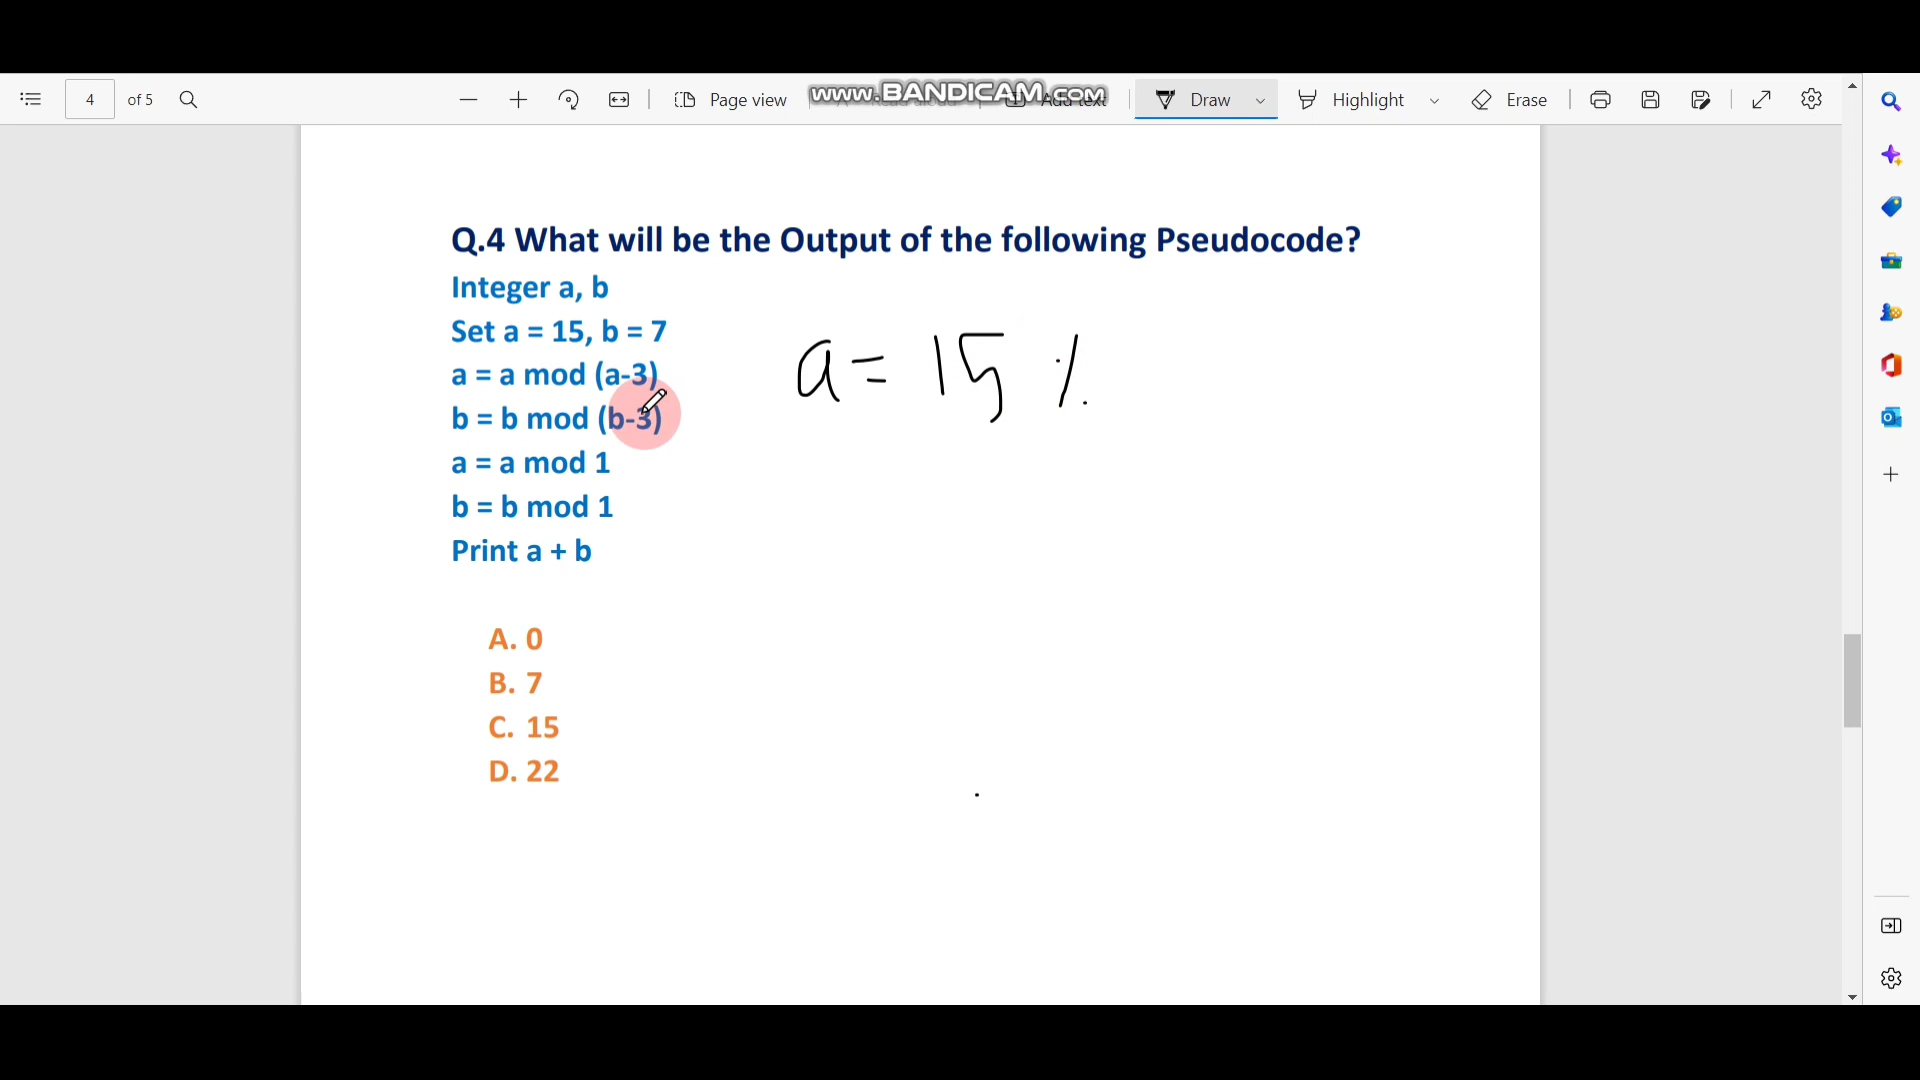 4 of 5 Page view www.BANDICAM.com Draw Highlight Erase
Q.4 What will be the Output of the following Pseudocode?
Integer a, b
Set a = 15, b = 7
a = a mod (a-3)
b = b mod (b-3)
a = a mod 1
b = b mod 1
Print a + b
a = 15 %
A. 0
B. 7
C. 15
D. 22